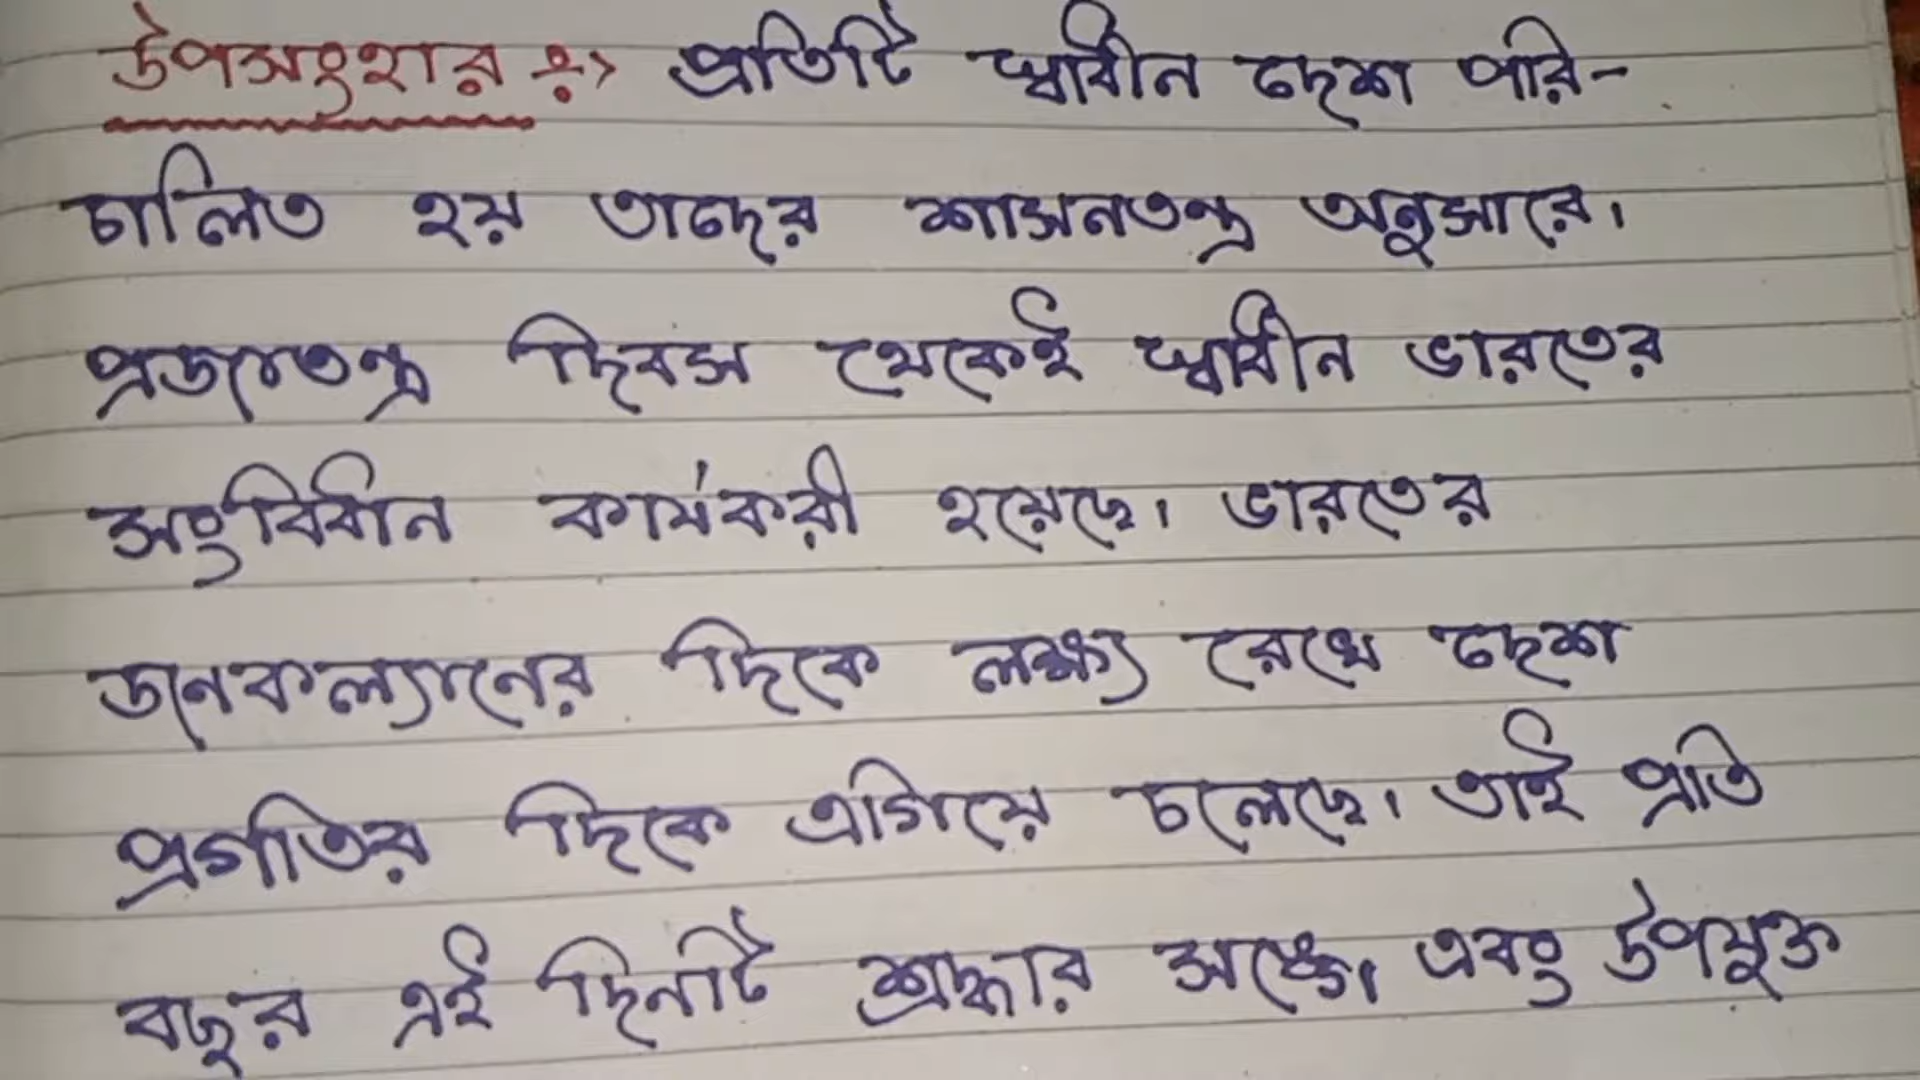 উপসংহার ÷> প্রতিটি স্বাধীন দেশ পরি-
চালিত হয় তাদের শাসনতন্ত্র অনুসারে।
প্রজাতন্ত্র দিবস থেকেই স্বাধীন ভারতের
সংবিধান কার্যকরী হয়েছে। ভারতের
জনকল্যানের দিকে লক্ষ্য রেখে দেশ
প্রগতির দিকে এগিয়ে চলেছে। তাই প্রতি
বছর এই দিনটি শ্রদ্ধার সঙ্গে, এবং উপযুক্ত